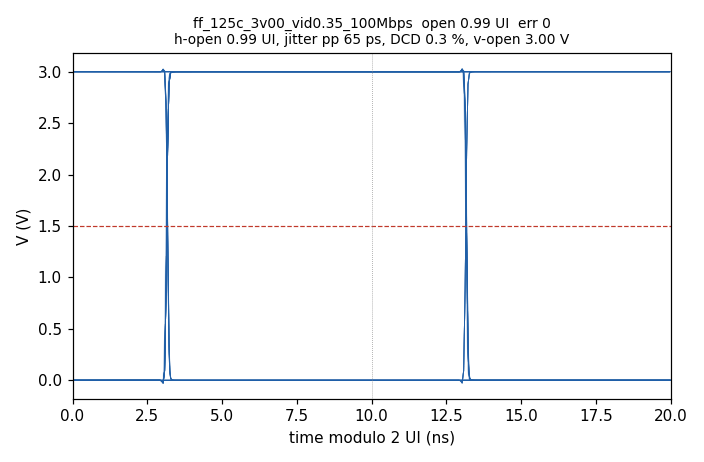 ff_125c_3v00_vid0.35_100Mbps  open 0.99 UI  err 0
h-open 0.99 UI, jitter pp 65 ps, DCD 0.3 %, v-open 3.00 V
V (V)
3.0
2.5
2.0
1.5
1.0
0.5
0.0
0.0 2.5 5.0 7.5 10.0 12.5 15.0 17.5 20.0
time modulo 2 UI (ns)